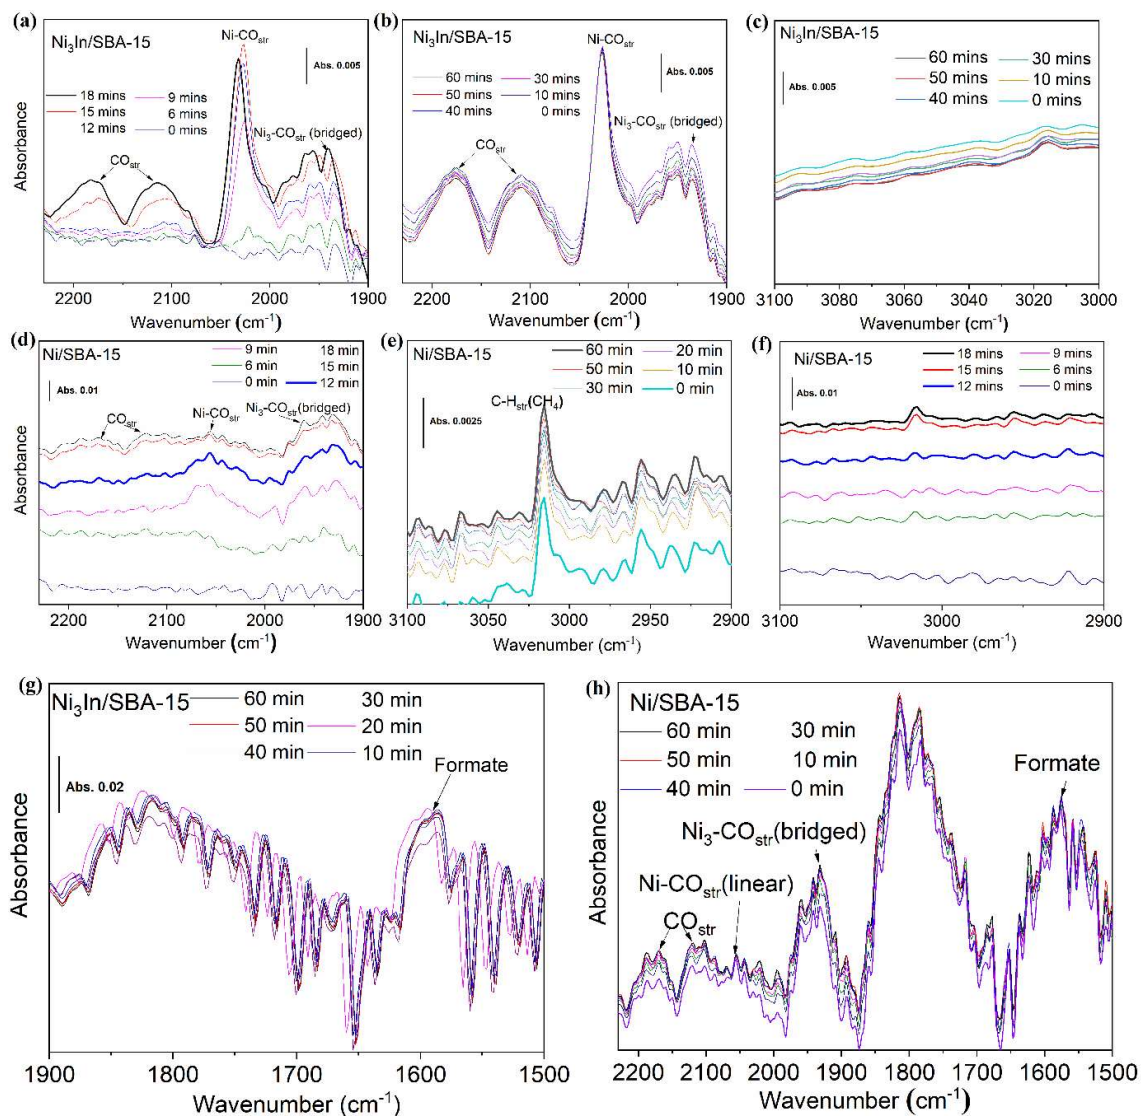 (a)
Ni3In/SBA-15
Ni-COstr
Abs. 0.005
18 mins 9 mins
15 mins 6 mins
12 mins 0 mins
Ni3-COstr (bridged)
COstr
Absorbance
2200 2100 2000 1900
Wavenumber (cm-1)
(b)
Ni3In/SBA-15
Ni-COstr
Abs. 0.005
60 mins 30 mins
50 mins 10 mins
40 mins 0 mins
Ni3-COstr (bridged)
COstr
2200 2100 2000 1900
Wavenumber (cm-1)
(c)
Ni3In/SBA-15
60 mins 30 mins
50 mins 10 mins
40 mins 0 mins
Abs. 0.005
3100 3080 3060 3040 3020 3000
Wavenumber (cm-1)
(d)
Ni/SBA-15
9 min 18 min
6 min 15 min
0 min 12 min
Abs. 0.01
Ni3-COstr(bridged)
Ni-COstr
COstr
Absorbance
2200 2100 2000 1900
Wavenumber (cm-1)
(e)
Ni/SBA-15
60 min 20 min
50 min 10 min
30 min 0 min
C-Hstr(CH4)
Abs. 0.0025
3100 3050 3000 2950 2900
Wavenumber (cm-1)
(f)
Ni/SBA-15
18 mins 9 mins
15 mins 6 mins
12 mins 0 mins
Abs. 0.01
3100 3000 2900
Wavenumber (cm-1)
(g)
Ni3In/SBA-15
60 min 30 min
50 min 20 min
40 min 10 min
Abs. 0.02
Formate
Absorbance
1900 1800 1700 1600 1500
Wavenumber (cm-1)
(h)
Ni/SBA-15
60 min 30 min
50 min 10 min
40 min 0 min
Formate
Ni3-COstr(bridged)
Ni-COstr(linear)
COstr
Absorbance
2200 2100 2000 1900 1800 1700 1600 1500
Wavenumber (cm-1)